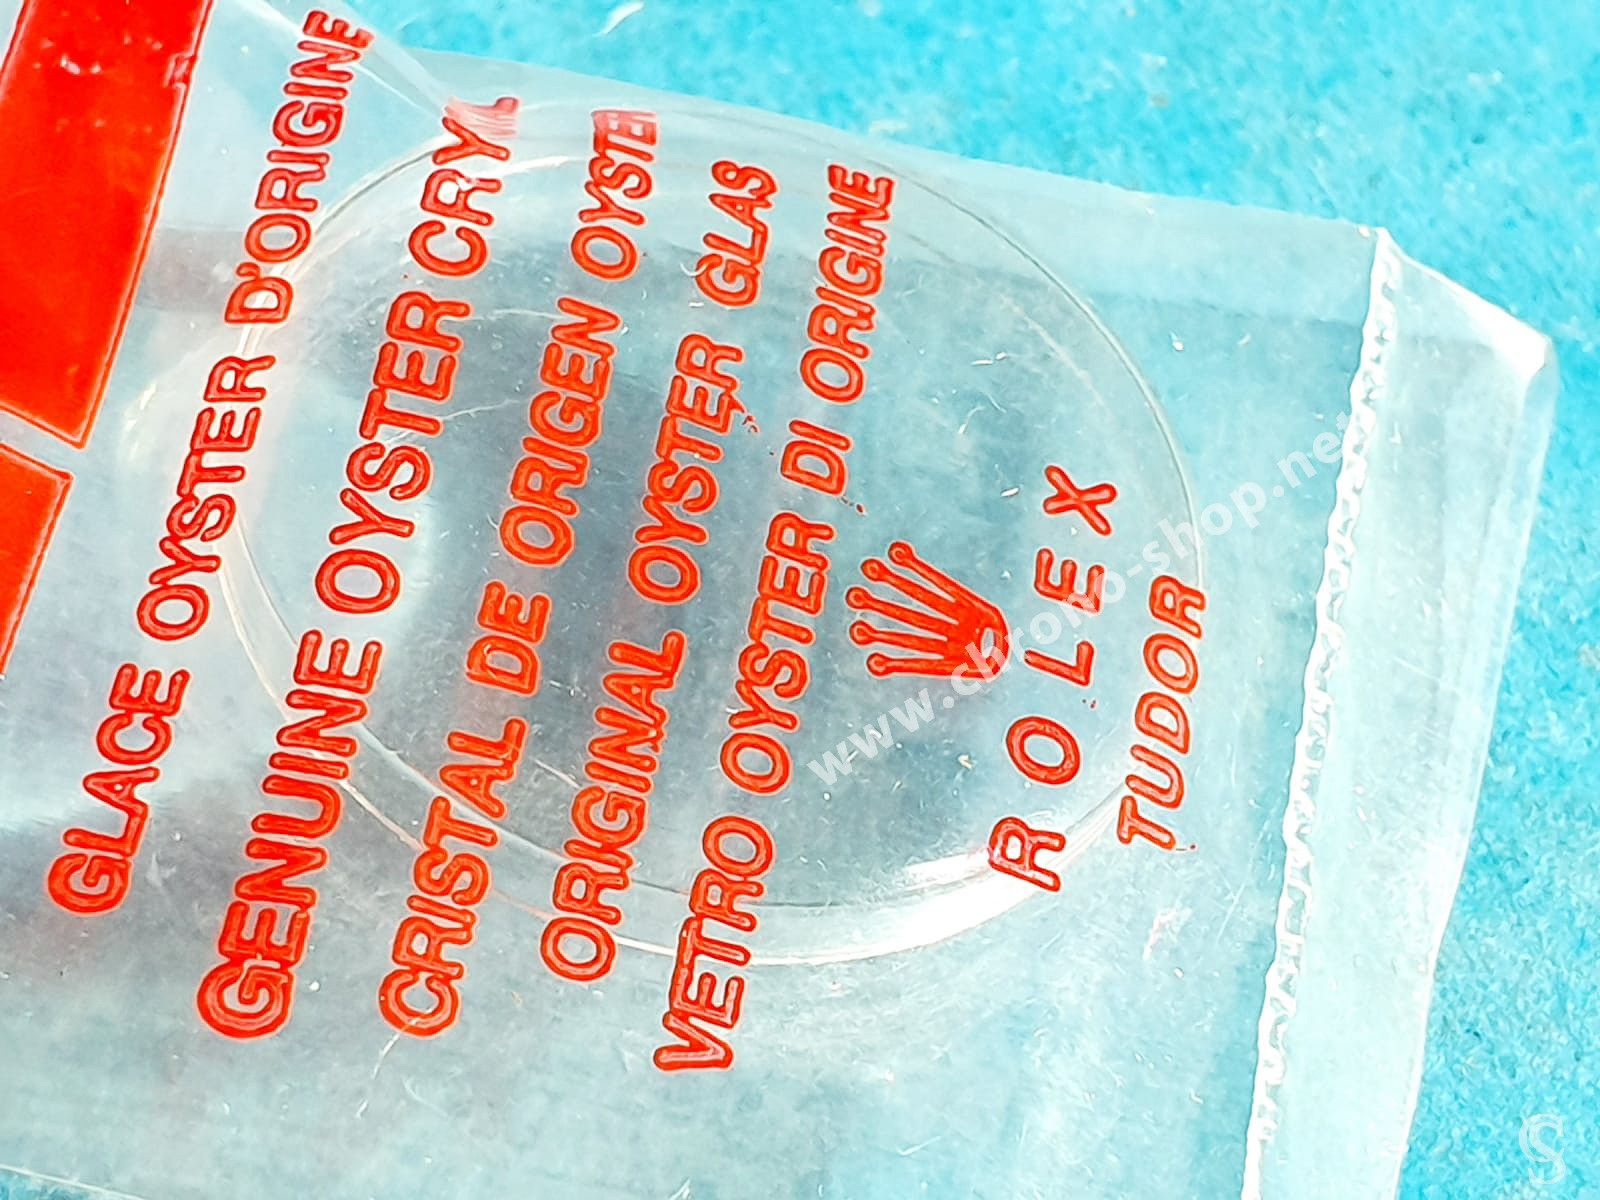 GLACE OYSTER D'ORIGINE
GENUINE OYSTER CRY
CRISTAL DE ORIGEN OYSTER
ORIGINAL OYSTER GLAS
VETRO OYSTER DI ORIGINE
ROLEX
TUDOR
www.chrono-shop.net